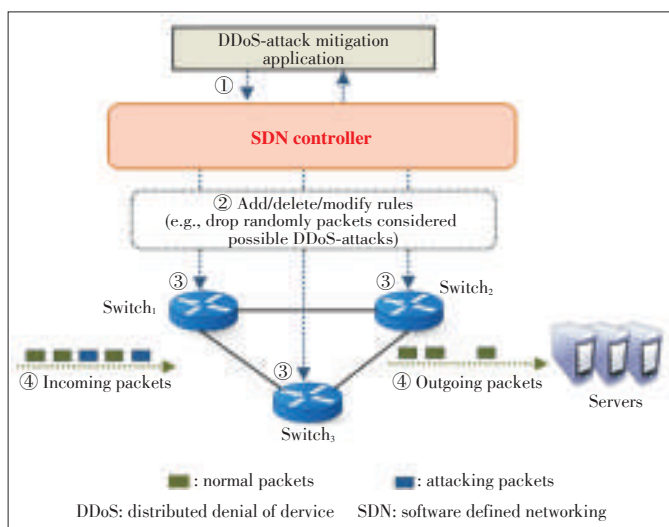 DDoS-attack mitigation
application
①
SDN controller
② Add/delete/modify rules
(e.g., drop randomly packets considered
possible DDoS-attacks)
③
③
Switch₁
Switch₂
③
④ Incoming packets
④ Outgoing packets
Servers
Switch₃
: normal packets
: attacking packets
DDoS: distributed denial of dervice SDN: software defined networking